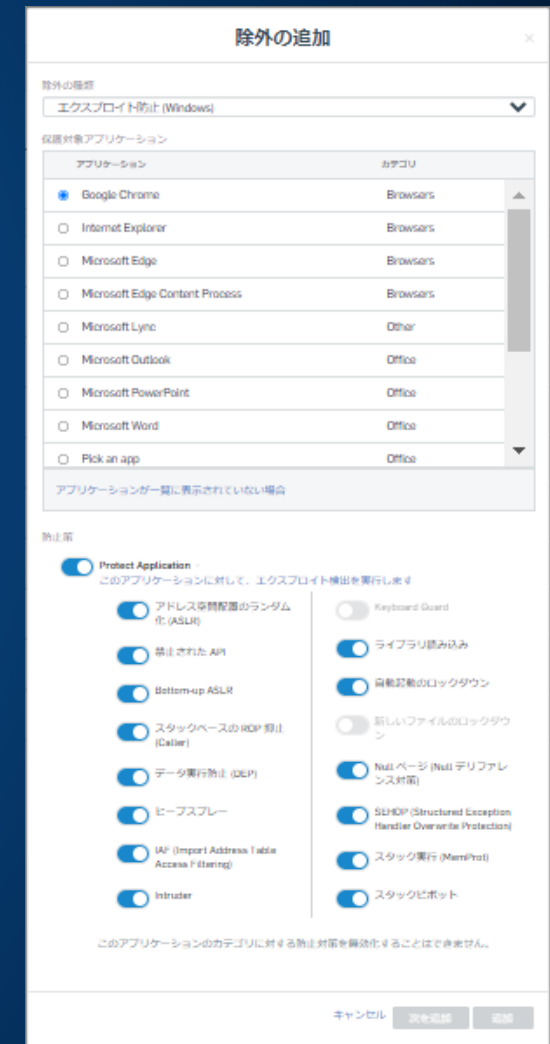 除外の追加
×
除外の種類
エクスプロイト防止 (Windows)
保護対象アプリケーション
アプリケーション カテゴリ
Google Chrome Browsers
Internet Explorer Browsers
Microsoft Edge Browsers
Microsoft Edge Content Process Browsers
Microsoft Lync Other
Microsoft Outlook Office
Microsoft PowerPoint Office
Microsoft Word Office
Pick an app Office
アプリケーションが一覧に表示されていない場合
防止策
Protect Application -
このアプリケーションに対して、エクスプロイト検出を実行します
アドレス空間配置のランダム
化 (ASLR)
禁止された API
Bottom-up ASLR
スタックベースの ROP 抑止
(Caller)
データ実行防止 (DEP)
ヒープスプレー
IAF (Import Address Table
Access Filtering)
Intruder
Keyboard Guard
ライブラリ読み込み
自動起動のロックダウン
新しいファイルのロックダウ
ン
Null ページ (Null デリファレ
ンス対策)
SEHOP (Structured Exception
Handler Overwrite Protection)
スタック実行 (MemProt)
スタックピボット
このアプリケーションのカテゴリに対する防止対策を無効化することはできません。
キャンセル 次を追加 追加